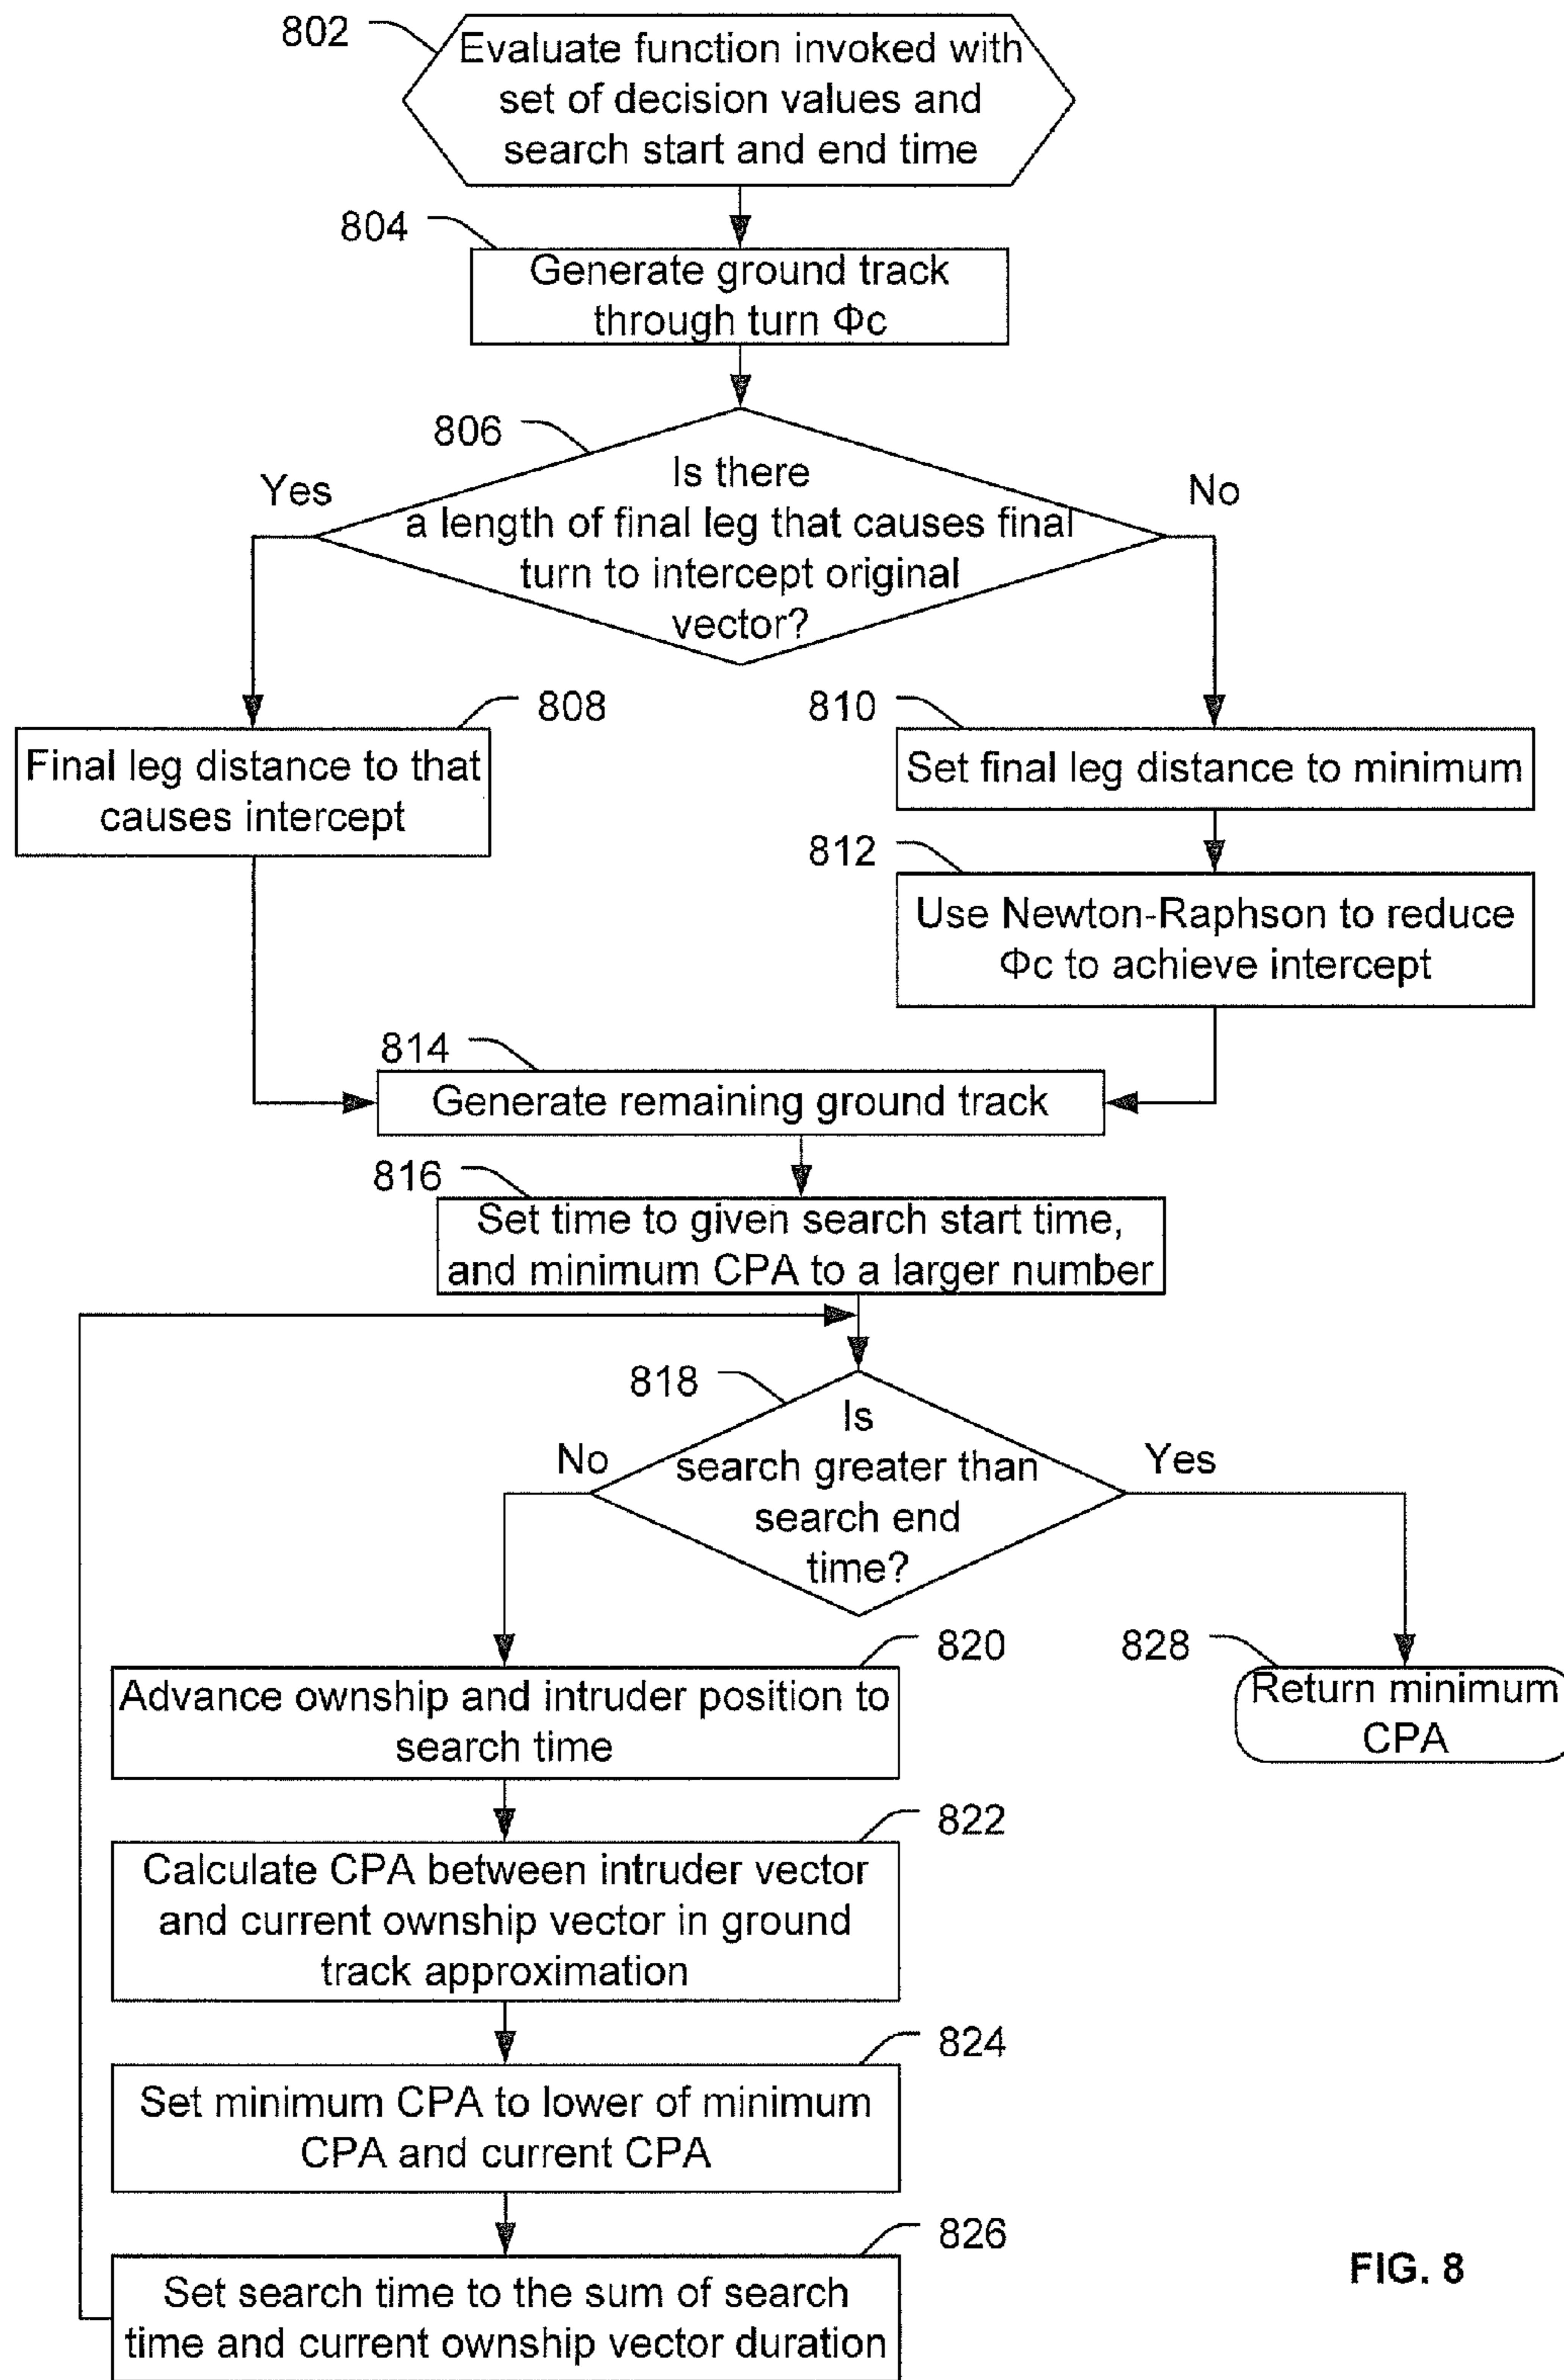 802
Evaluate function invoked with
set of decision values and
search start and end time
804
Generate ground track
through turn Φc
806
Is there
a length of final leg that causes final
turn to intercept original
vector?
Yes
No
808
Final leg distance to that
causes intercept
810
Set final leg distance to minimum
812
Use Newton-Raphson to reduce
Φc to achieve intercept
814
Generate remaining ground track
816
Set time to given search start time,
and minimum CPA to a larger number
818
Is
search greater than
search end
time?
No
Yes
820
Advance ownship and intruder position to
search time
828
Return minimum
CPA
822
Calculate CPA between intruder vector
and current ownship vector in ground
track approximation
824
Set minimum CPA to lower of minimum
CPA and current CPA
826
Set search time to the sum of search
time and current ownship vector duration
FIG. 8